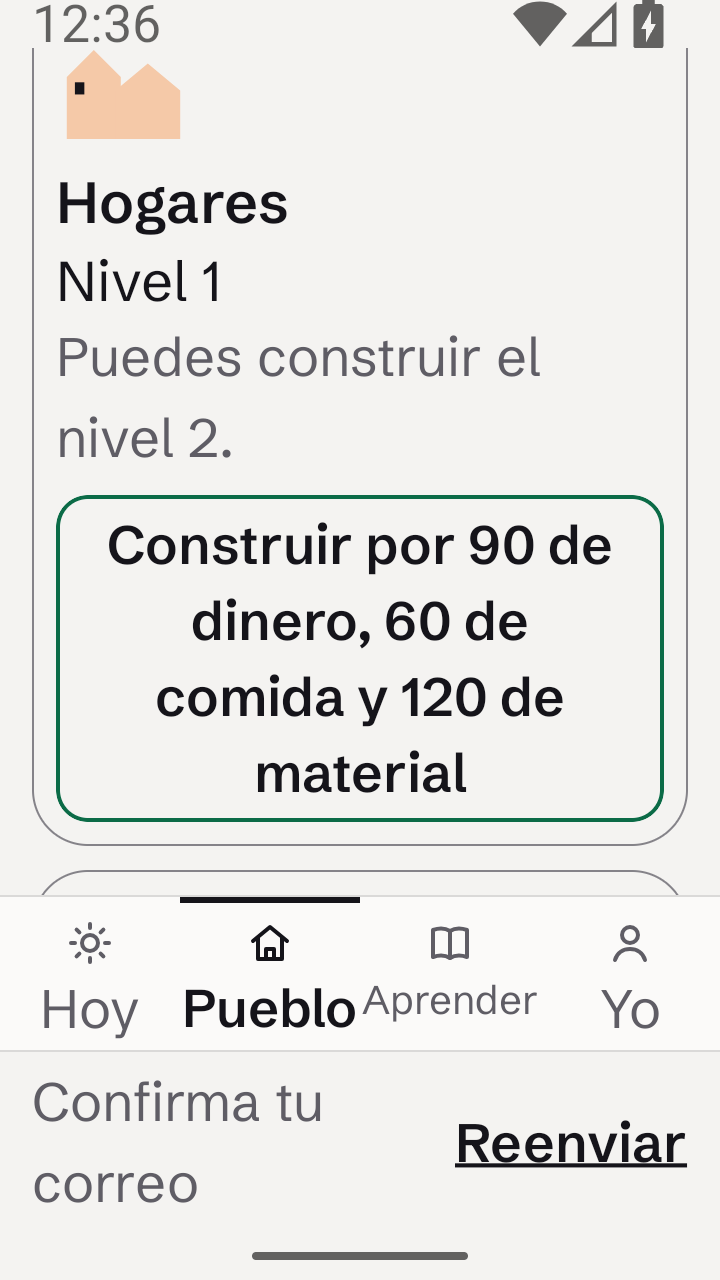 12:36
Hogares
Nivel 1
Puedes construir el
nivel 2.
Construir por 90 de
dinero, 60 de
comida y 120 de
material
Hoy
Pueblo
Aprender
Yo
Confirma tu
correo
Reenviar